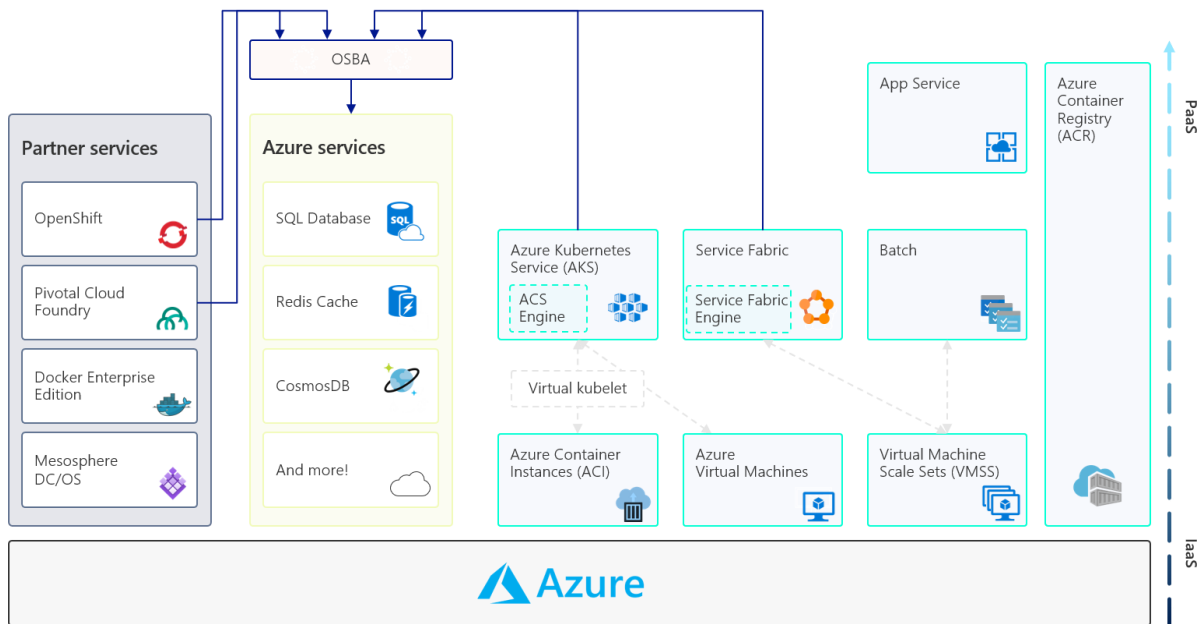 OSBA
Partner services
OpenShift
Pivotal Cloud
Foundry
Docker Enterprise
Edition
Mesosphere
DC/OS
Azure services
SQL Database
SQL
Redis Cache
CosmosDB
And more!
Azure Kubernetes
Service (AKS)
ACS
Engine
Service Fabric
Service Fabric
Engine
App Service
Batch
Azure
Container
Registry
(ACR)
Virtual kubelet
Azure Container
Instances (ACI)
Azure
Virtual Machines
Virtual Machine
Scale Sets (VMSS)
PaaS
IaaS
Azure